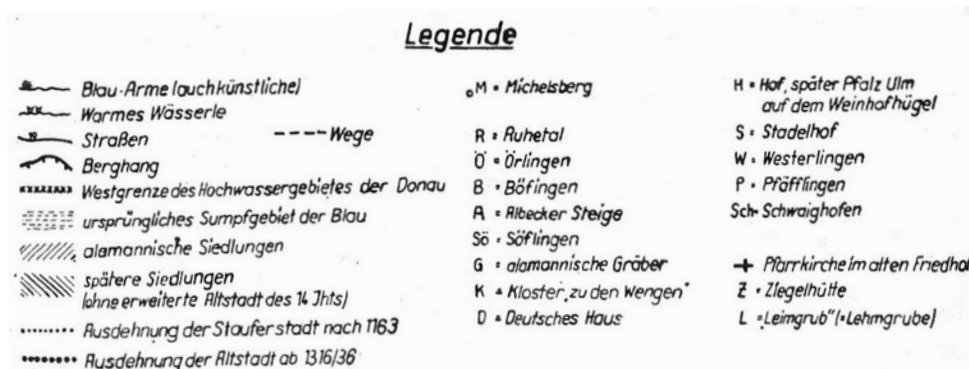 Legende
Blau-Arme (auch künstliche)
Warmes Wässerle
Straßen
Wege
Berghang
Westgrenze des Hochwassergebietes der Donau
ursprüngliches Sumpfgebiet der Blau
alamannische Siedlungen
spätere Siedlungen
(ohne erweiterte Altstadt des 14 Jhts)
Ausdehnung der Stauferstadt nach 1163
Ausdehnung der Altstadt ab 1316/36
M = Michelsberg
R = Ruhetal
Ö = Örlingen
B = Böfingen
A = Albecker Steige
Sö = Söflingen
G = alamannische Gräber
K = Kloster „zu den Wengen"
D = Deutsches Haus
H = Hof, später Pfalz Ulm
auf dem Weinhofhügel
S = Stadelhof
W = Westerlingen
P = Pfäfflingen
Sch = Schwaighofen
Pfarrkirche im alten Friedhof
Z = Ziegelhütte
L = „Leimgrub" (= Lehmgrube)